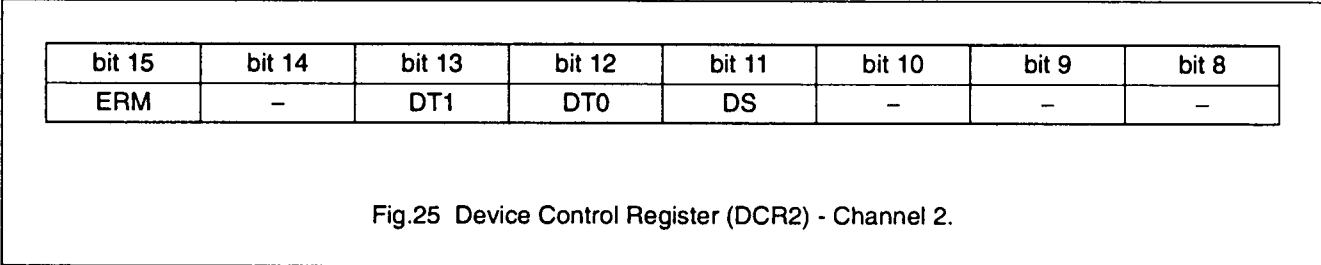 bit 15 bit 14 bit 13 bit 12 bit 11 bit 10 bit 9 bit 8
ERM – DT1 DT0 DS – – –
Fig.25 Device Control Register (DCR2) - Channel 2.